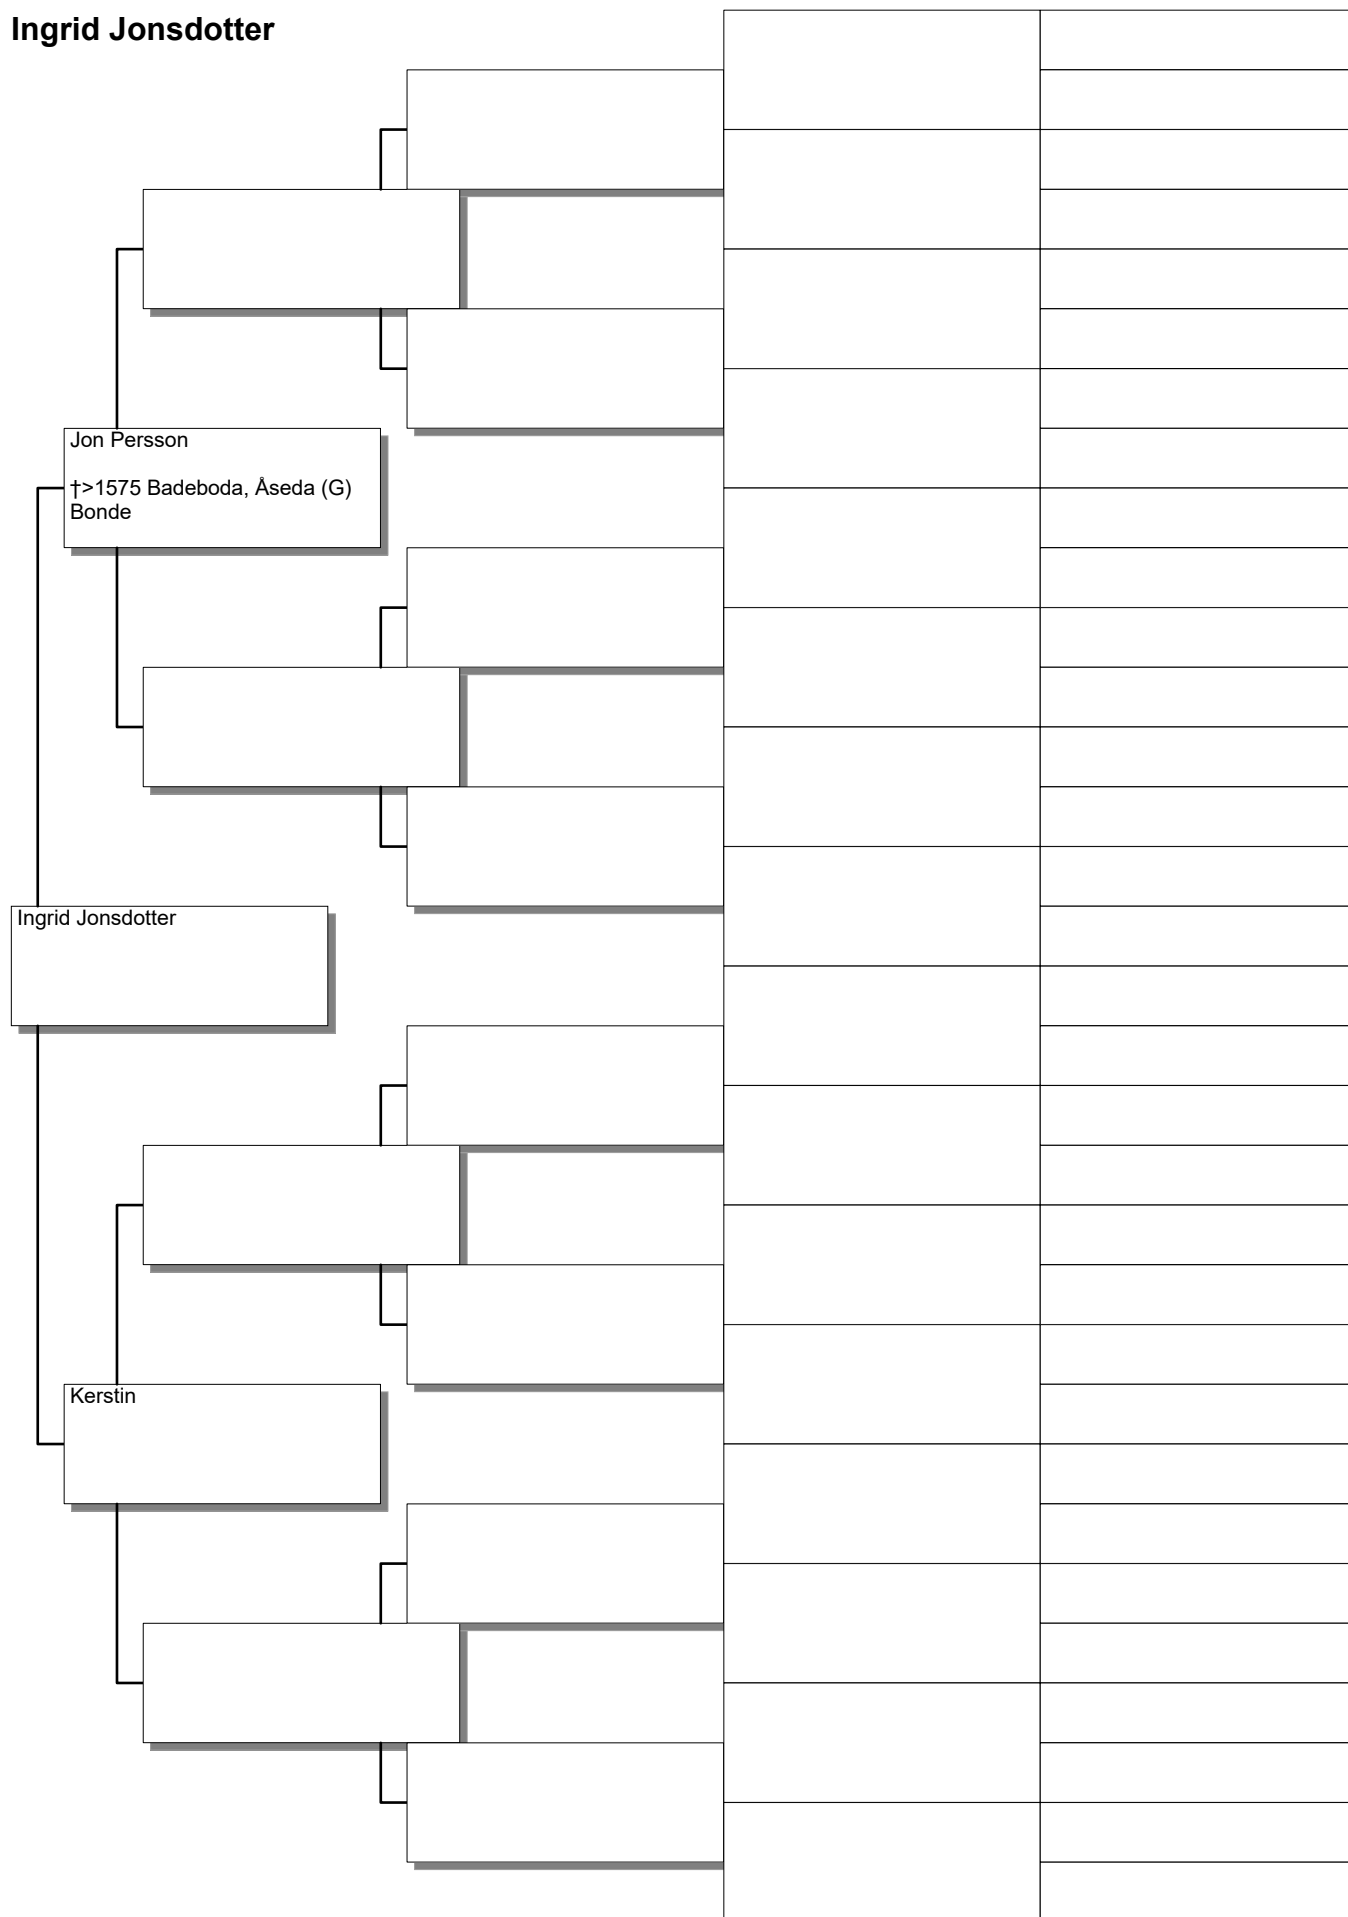 Ingrid Jonsdotter
Jon Persson
†>1575 Badeboda, Åseda (G)
Bonde
Ingrid Jonsdotter
Kerstin